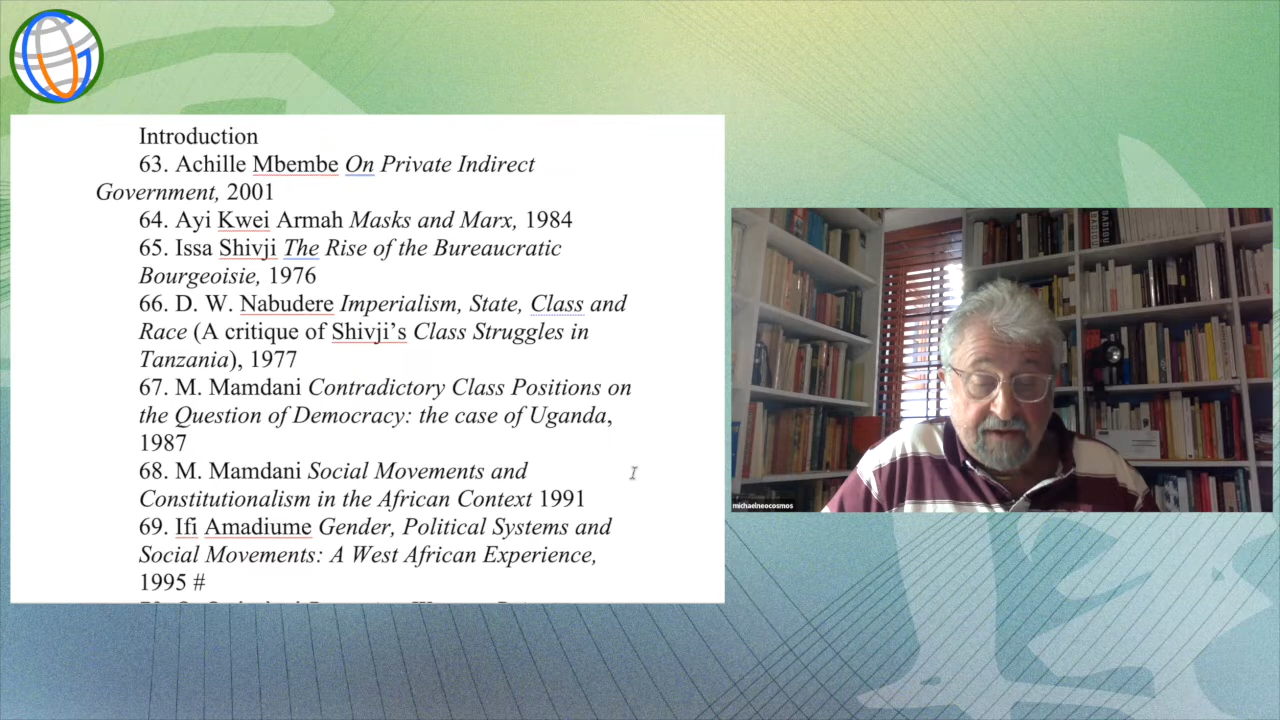 Introduction
63. Achille Mbembe On Private Indirect
Government, 2001
64. Ayi Kwei Armah Masks and Marx, 1984
65. Issa Shivji The Rise of the Bureaucratic
Bourgeoisie, 1976
66. D. W. Nabudere Imperialism, State, Class and
Race (A critique of Shivji's Class Struggles in
Tanzania), 1977
67. M. Mamdani Contradictory Class Positions on
the Question of Democracy: the case of Uganda,
1987
68. M. Mamdani Social Movements and
Constitutionalism in the African Context 1991
69. Ifi Amadiume Gender, Political Systems and
Social Movements: A West African Experience,
1995 #
michaelneocosmos